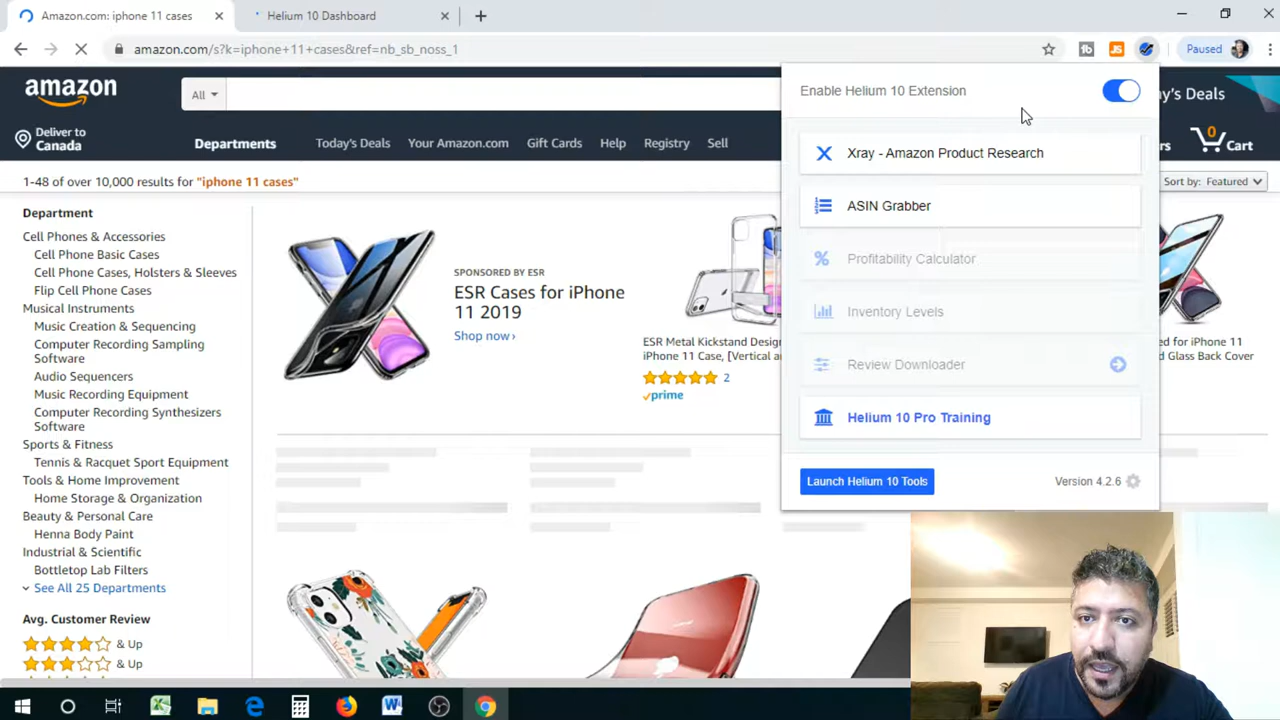 Amazon.com: iphone 11 cases
Helium 10 Dashboard
amazon.com/s?k=iphone+11+cases&ref=nb_sb_noss_1
Paused
amazon
All
Enable Helium 10 Extension
y's Deals
Deliver to
Canada
Departments
Today's Deals
Your Amazon.com
Gift Cards
Help
Registry
Sell
0
Cart
1-48 of over 10,000 results for "iphone 11 cases"
Sort by: Featured
Xray - Amazon Product Research
ASIN Grabber
Profitability Calculator
Inventory Levels
Review Downloader
Helium 10 Pro Training
Launch Helium 10 Tools
Version 4.2.6
Department
Cell Phones & Accessories
Cell Phone Basic Cases
Cell Phone Cases, Holsters & Sleeves
Flip Cell Phone Cases
Musical Instruments
Music Creation & Sequencing
Computer Recording Sampling
Software
Audio Sequencers
Music Recording Equipment
Computer Recording Synthesizers
Software
Sports & Fitness
Tennis & Racquet Sport Equipment
Tools & Home Improvement
Home Storage & Organization
Beauty & Personal Care
Henna Body Paint
Industrial & Scientific
Bottletop Lab Filters
See All 25 Departments
Avg. Customer Review
& Up
& Up
SPONSORED BY ESR
ESR Cases for iPhone
11 2019
Shop now ›
ESR Metal Kickstand Design
iPhone 11 Case, [Vertical a
2
prime
se for iPhone 11
d Glass Back Cover